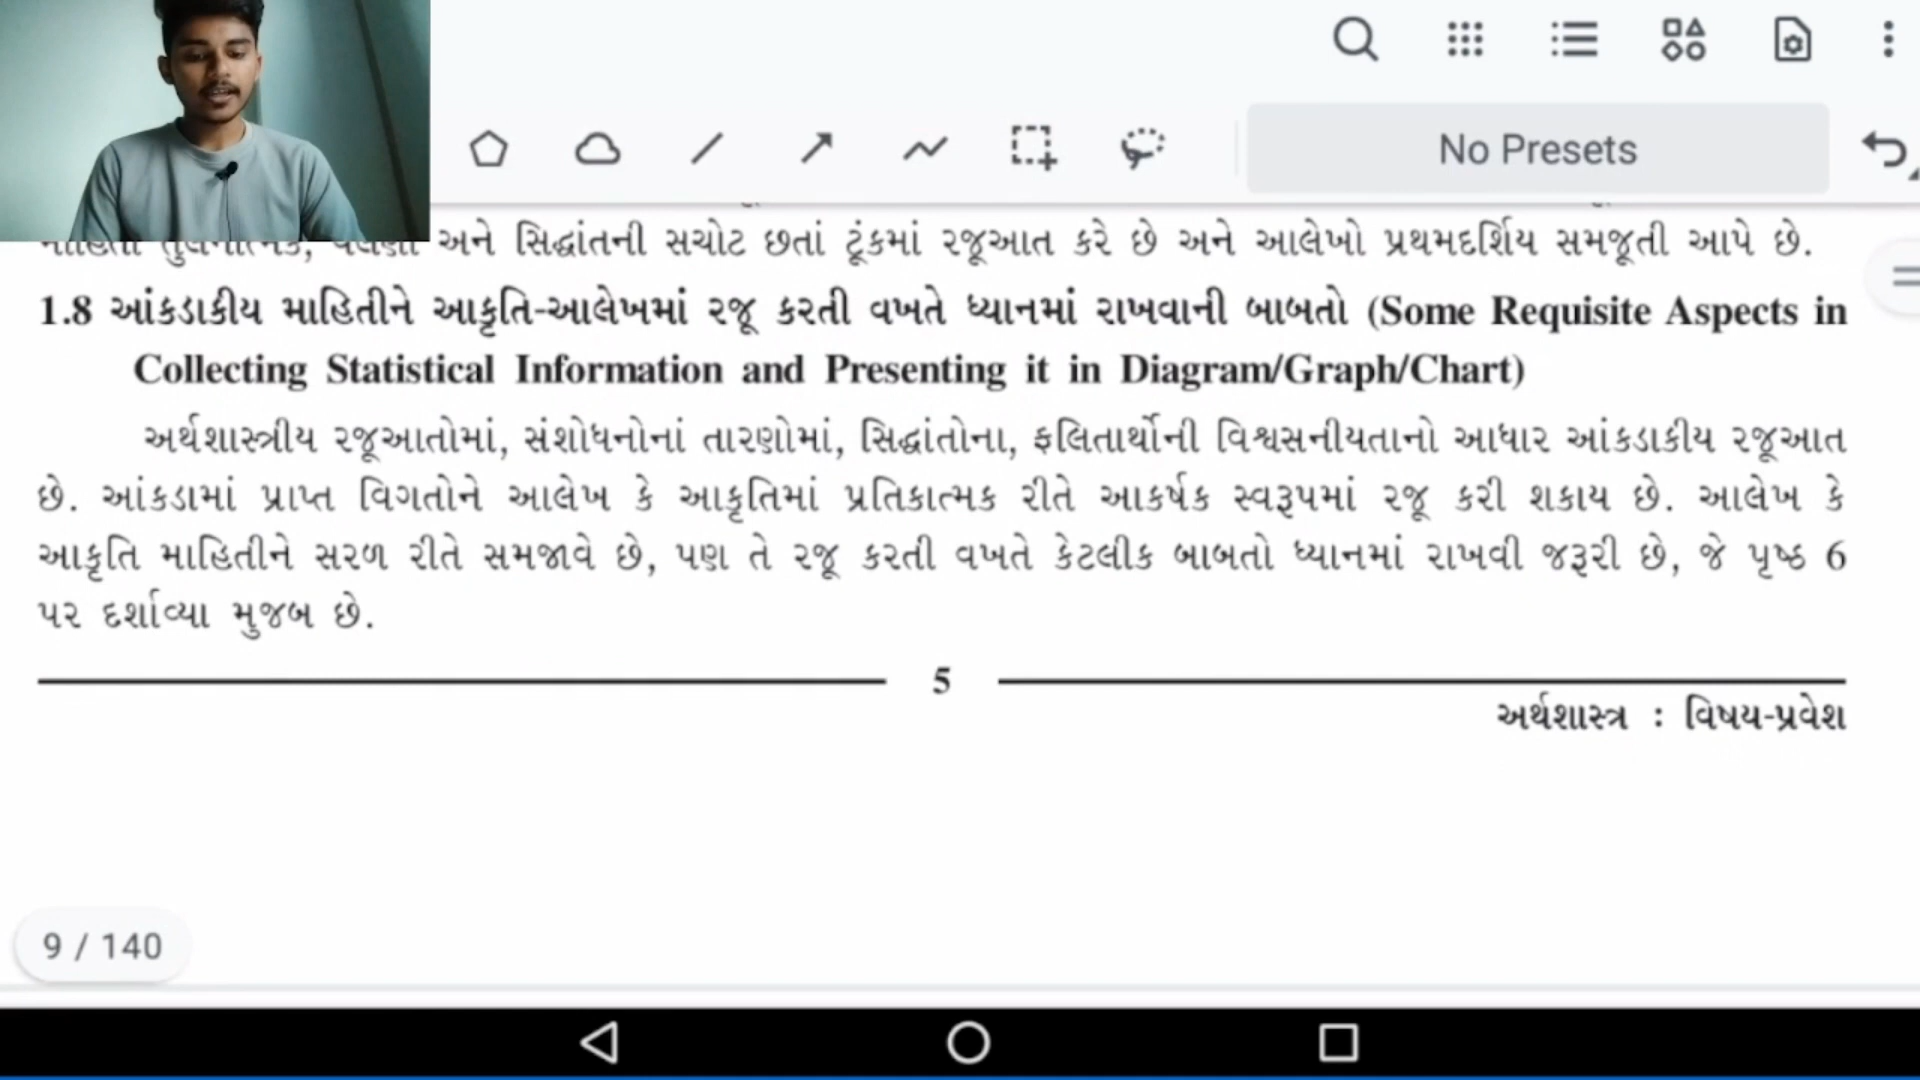 No Presets
અને સિદ્ધાંતની સચોટ છતાં ટૂંકમાં રજૂઆત કરે છે અને આલેખો પ્રથમદર્શિય સમજૂતી આપે છે.
1.8 આંકડાકીય માહિતીને આકૃતિ-આલેખમાં રજૂ કરતી વખતે ધ્યાનમાં રાખવાની બાબતો (Some Requisite Aspects in
Collecting Statistical Information and Presenting it in Diagram/Graph/Chart)
અર્થશાસ્ત્રીય રજૂઆતોમાં, સંશોધનોનાં તારણોમાં, સિદ્ધાંતોના, ફલિતાર્થોની વિશ્વસનીયતાનો આધાર આંકડાકીય રજૂઆત
છે. આંકડામાં પ્રાપ્ત વિગતોને આલેખ કે આકૃતિમાં પ્રતિકાત્મક રીતે આકર્ષક સ્વરૂપમાં રજૂ કરી શકાય છે. આલેખ કે
આકૃતિ માહિતીને સરળ રીતે સમજાવે છે, પણ તે રજૂ કરતી વખતે કેટલીક બાબતો ધ્યાનમાં રાખવી જરૂરી છે, જે પૃષ્ઠ 6
પર દર્શાવ્યા મુજબ છે.
5
અર્થશાસ્ત્ર : વિષય-પ્રવેશ
9 / 140